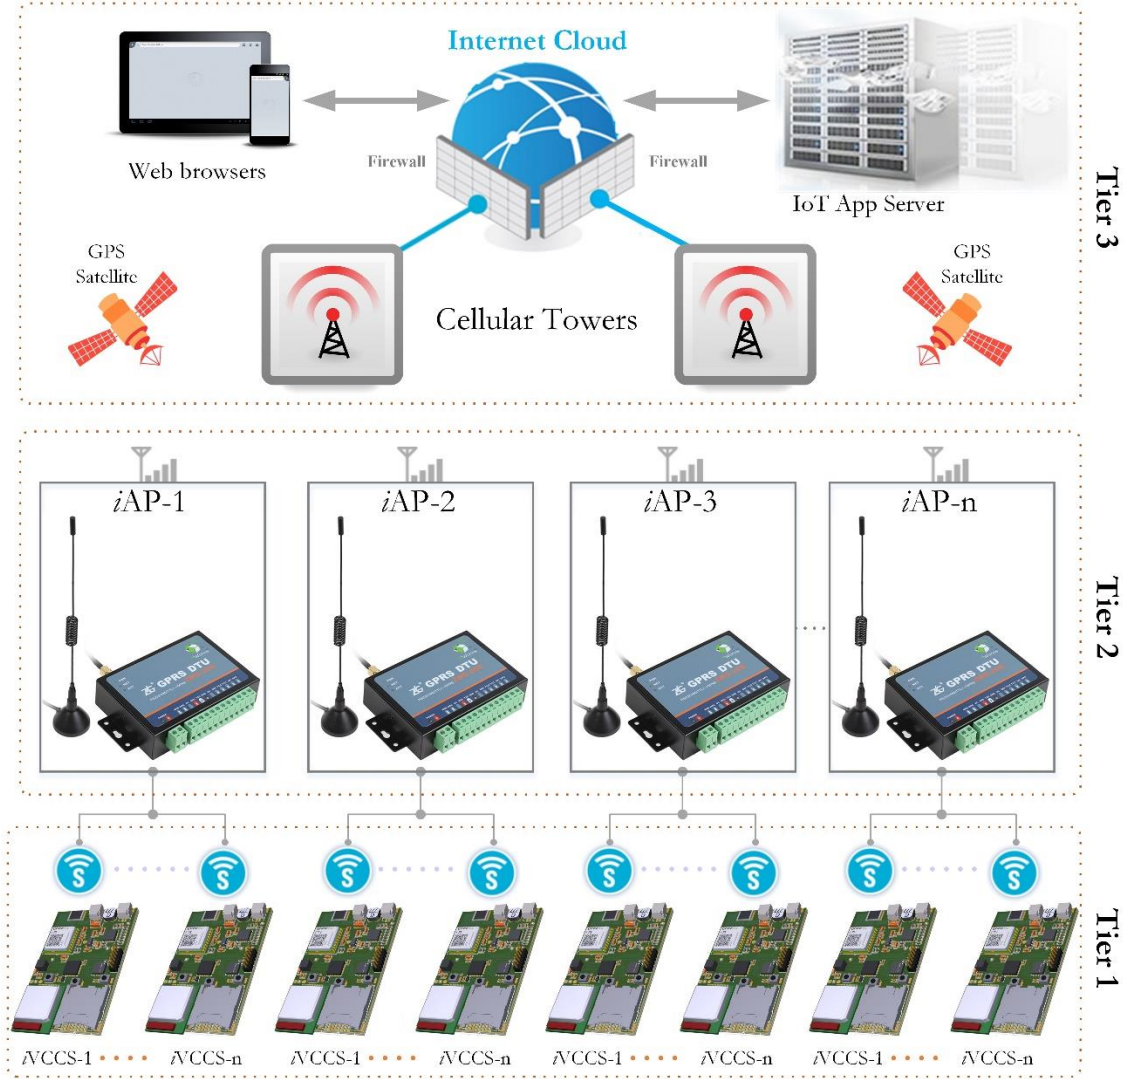 Internet Cloud
Firewall
Firewall
Web browsers
IoT App Server
GPS
Satellite
GPS
Satellite
Cellular Towers
Tier 3
iAP-1
iAP-2
iAP-3
iAP-n
GPRS DTU
GPRS DTU
GPRS DTU
GPRS DTU
Tier 2
S
S
S
S
S
S
S
S
iVCCS-1
iVCCS-n
iVCCS-1
iVCCS-n
iVCCS-1
iVCCS-n
iVCCS-1
iVCCS-n
Tier 1